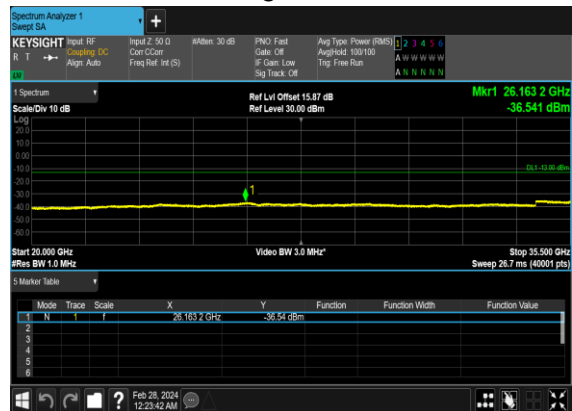 Spectrum Analyzer 1
Swept SA
+
KEYSIGHT Input: RF Input Z: 50 Ω #Atten: 30 dB PNO: Fast Avg Type: Power (RMS) 1 2 3 4 5 6
R T Coupling: DC Corr CCorr Gate: Off Avg|Hold: 100/100 A W W W W W
Align: Auto Freq Ref: Int (S) IF Gain: Low Trig: Free Run
LW Sig Track: Off A N N N N N
1 Spectrum Ref Lvl Offset 15.87 dB Mkr1 26.163 2 GHz
Scale/Div 10 dB Ref Level 30.00 dBm -36.541 dBm
Log
20.0
10.0
0.00
-10.0 DL1 -13.00 dBm
-20.0
-30.0 1
-40.0
-50.0
-60.0
Start 20.000 GHz Video BW 3.0 MHz* Stop 35.500 GHz
#Res BW 1.0 MHz Sweep 26.7 ms (40001 pts)
5 Marker Table
Mode Trace Scale X Y Function Function Width Function Value
1 N 1 f 26.163 2 GHz -36.54 dBm
2
3
4
5
6
? Feb 28, 2024
12:23:42 AM